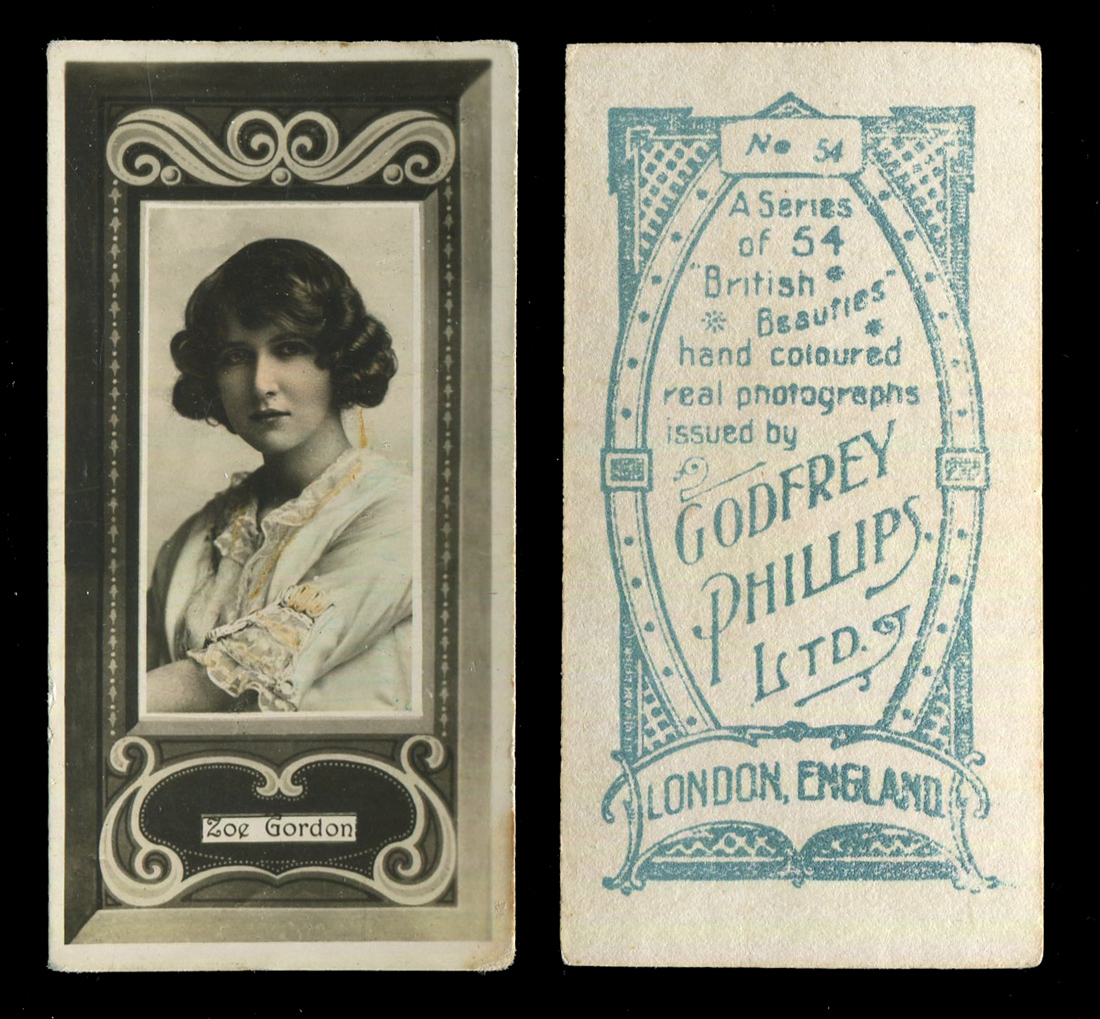 Zoe Gordon
No 54
A Series
of 54
"British
Beauties"
hand coloured
real photographs
issued by
GODFREY
PHILLIPS
LTD.
LONDON, ENGLAND.